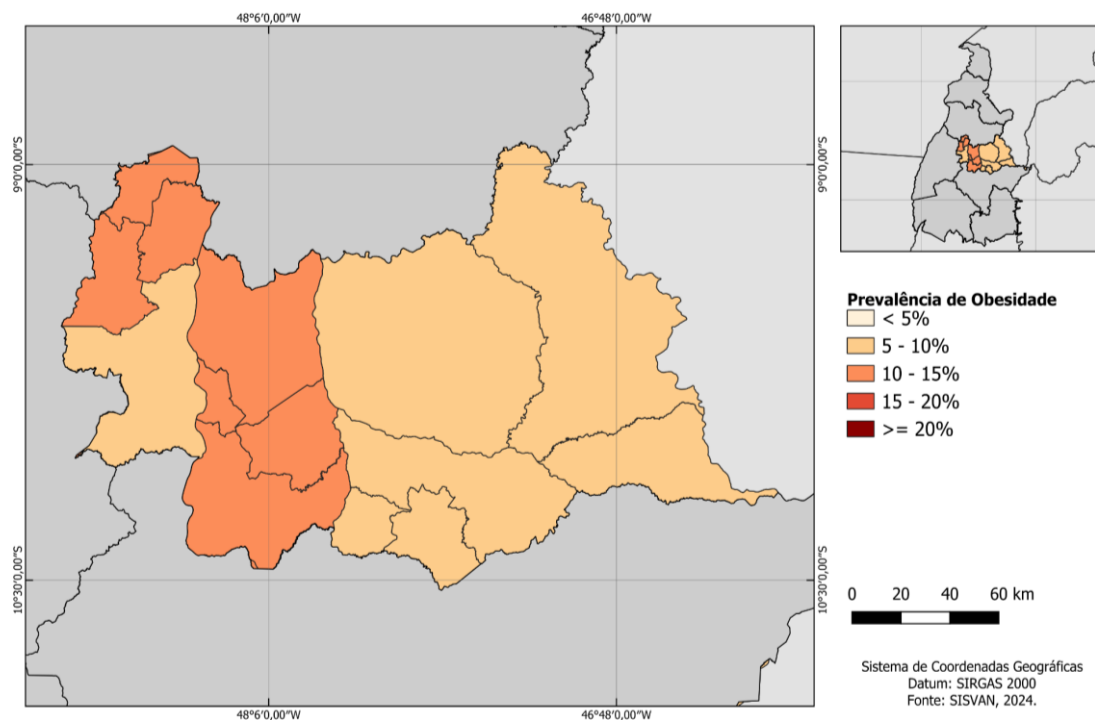 48°6'0,00"W 46°48'0,00"W
9°0'0,00"S 9°0'0,00"S
10°30'0,00"S 10°30'0,00"S
48°6'0,00"W 46°48'0,00"W
Prevalência de Obesidade
< 5%
5 - 10%
10 - 15%
15 - 20%
>= 20%
0 20 40 60 km
Sistema de Coordenadas Geográficas
Datum: SIRGAS 2000
Fonte: SISVAN, 2024.